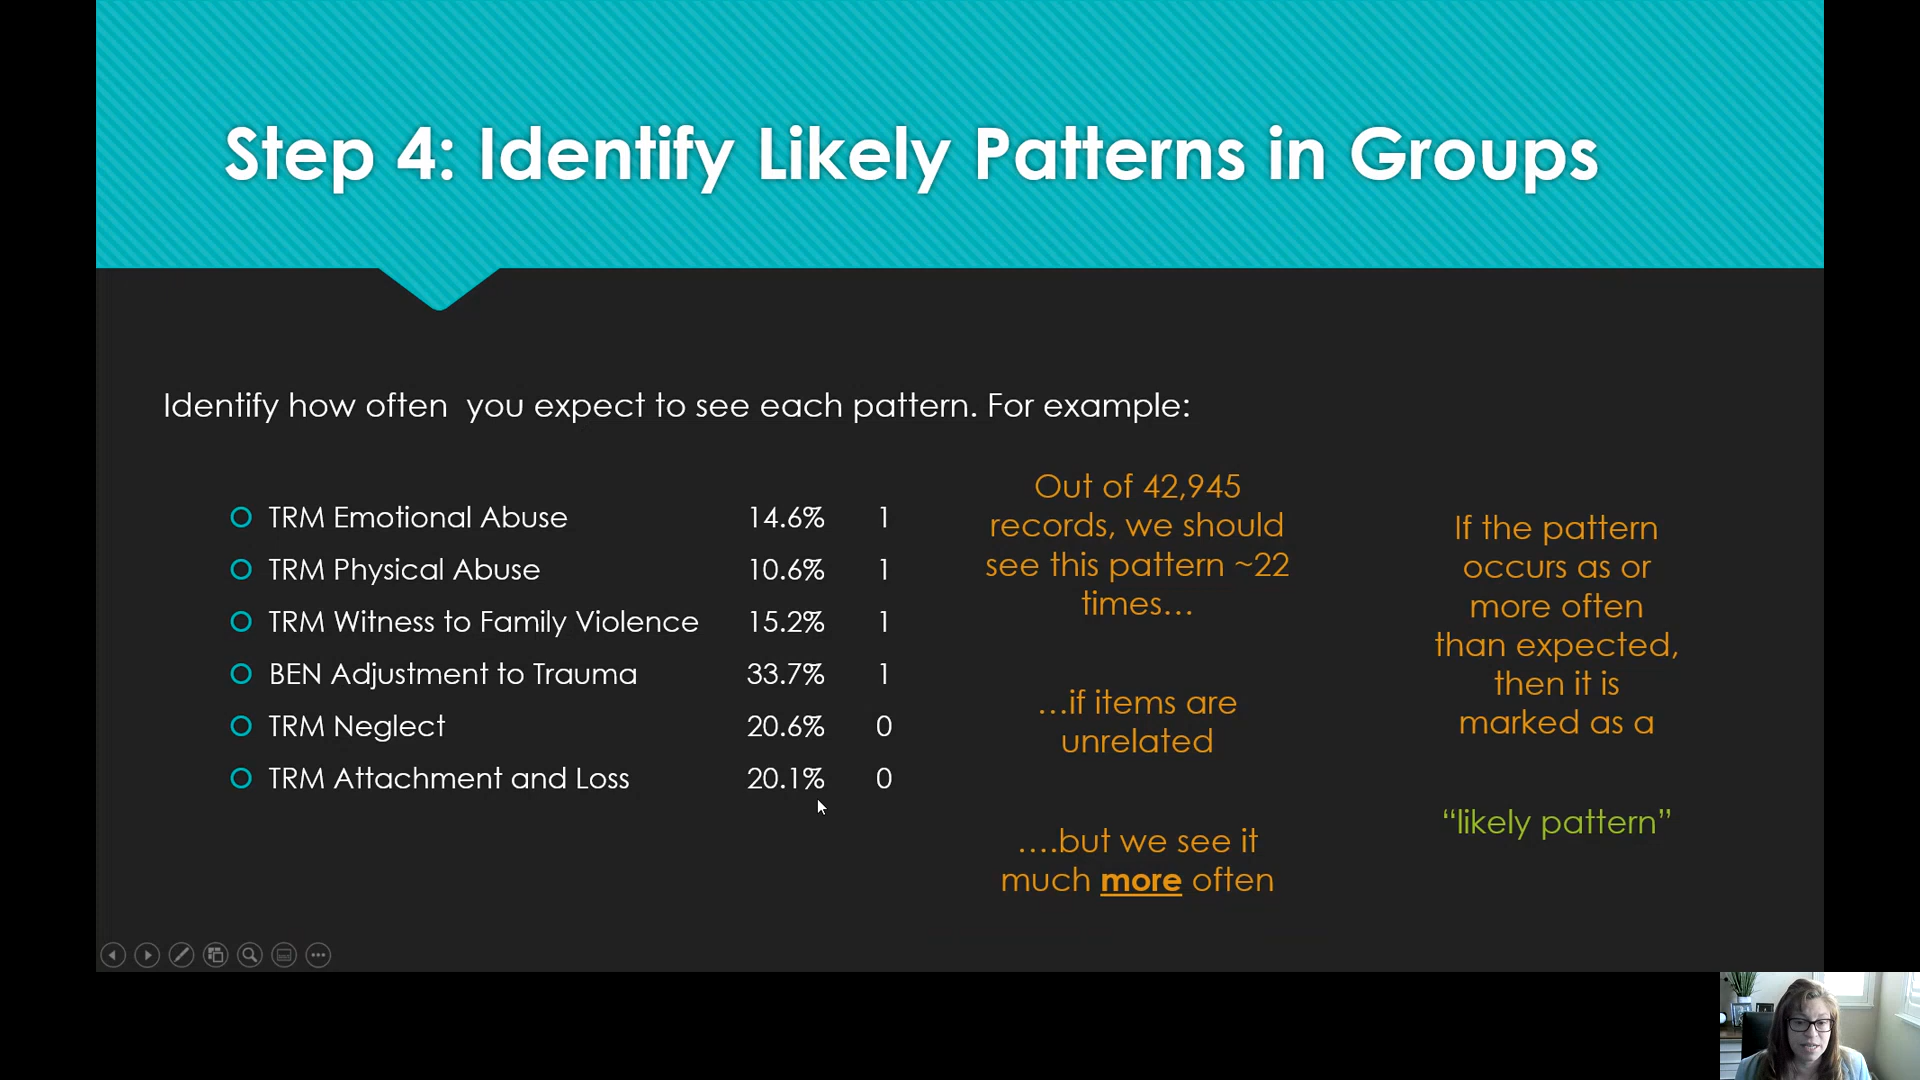 Step 4: Identify Likely Patterns in Groups
Identify how often  you expect to see each pattern. For example:
TRM Emotional Abuse 14.6% 1
TRM Physical Abuse 10.6% 1
TRM Witness to Family Violence 15.2% 1
BEN Adjustment to Trauma 33.7% 1
TRM Neglect 20.6% 0
TRM Attachment and Loss 20.1% 0
Out of 42,945
records, we should
see this pattern ~22
times…
…if items are
unrelated
….but we see it
much more often
If the pattern
occurs as or
more often
than expected,
then it is
marked as a
“likely pattern”